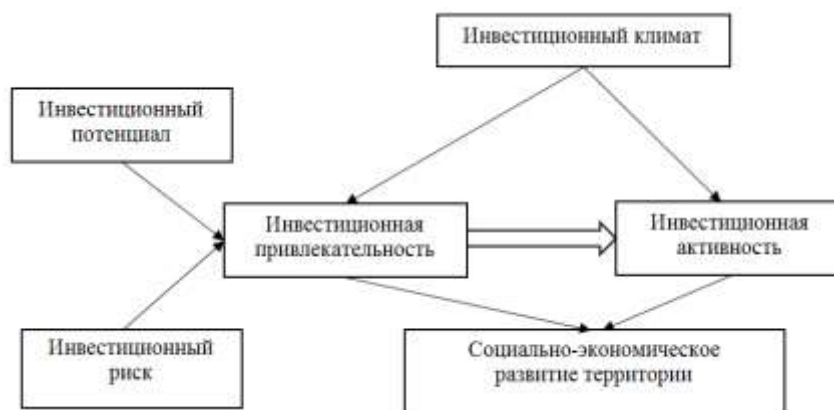 Инвестиционный климат
Инвестиционный
потенциал
Инвестиционная
привлекательность
Инвестиционная
активность
Инвестиционный
риск
Социально-экономическое
развитие территории